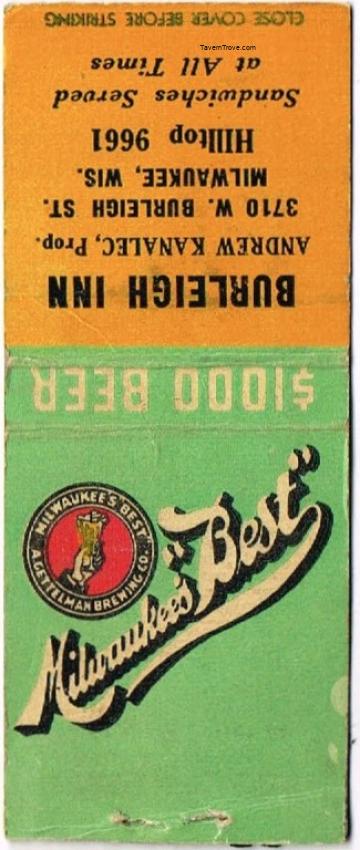 TavernTrove.com
BURLEIGH INN
ANDREW KANALEC, Prop.
3710 W. BURLEIGH ST.
MILWAUKEE, WIS.
HIlltop 9661
Sandwiches Served
at All Times
CLOSE COVER BEFORE STRIKING
$1000 BEER
Milwaukee's "Best"
MILWAUKEE'S "BEST"
A. GETTELMAN BREWING CO.